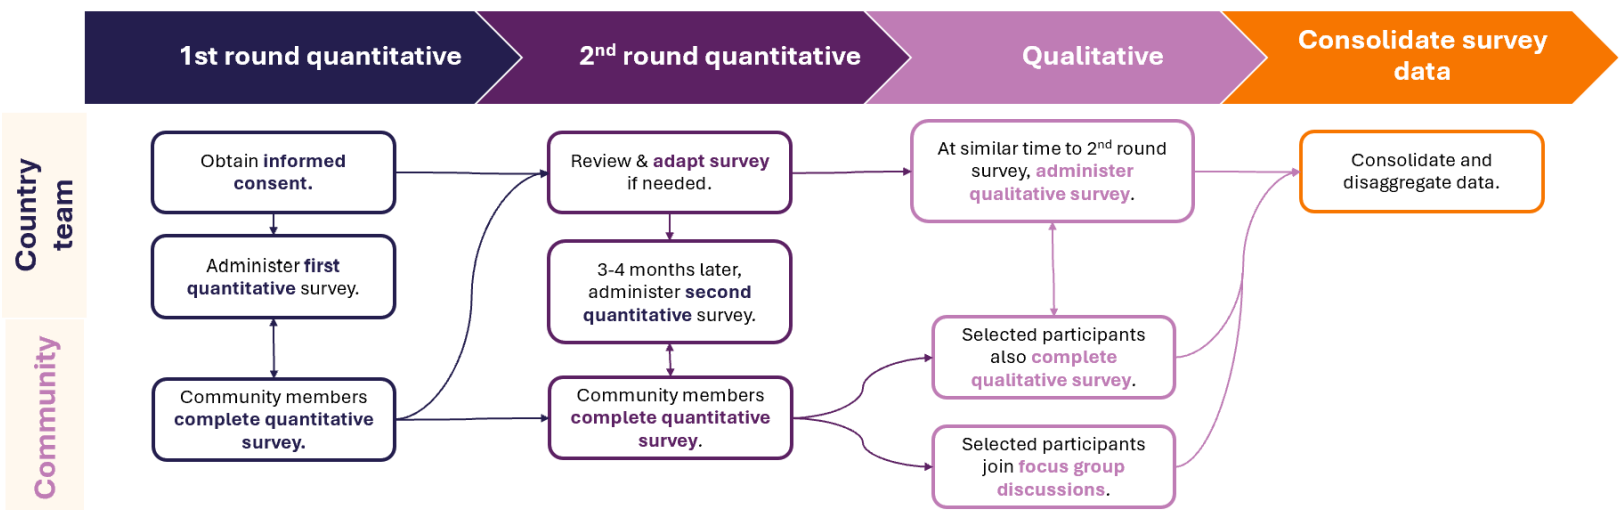 1st round quantitative
2nd round quantitative
Qualitative
Consolidate survey
data
Country
team
Obtain informed
consent.
Administer first
quantitative survey.
Review & adapt survey
if needed.
3-4 months later,
administer second
quantitative survey.
At similar time to 2nd round
survey, administer
qualitative survey.
Consolidate and
disaggregate data.
Community
Community members
complete quantitative
survey.
Community members
complete quantitative
survey.
Selected participants
also complete
qualitative survey.
Selected participants
join focus group
discussions.